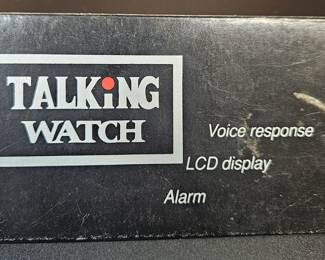 TALKiNG
WATCH
Voice response
LCD display
Alarm